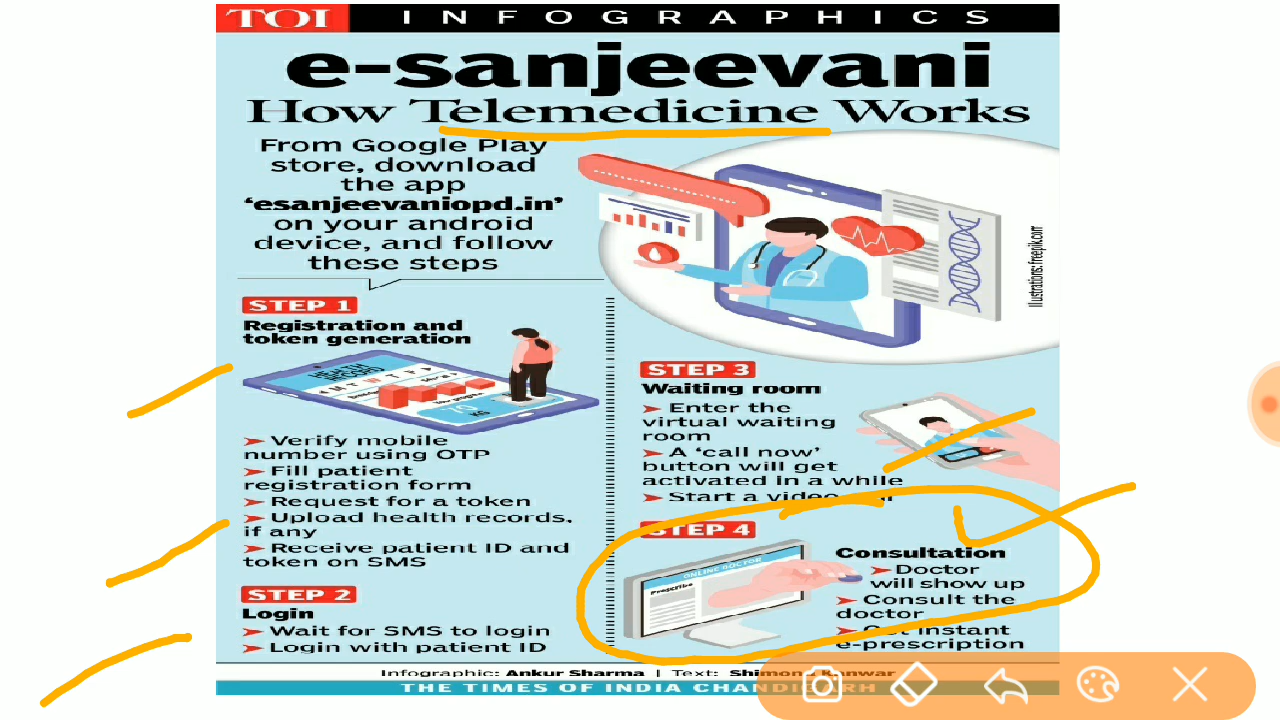 TOI INFOGRAPHICS
e-sanjeevani
How Telemedicine Works
From Google Play
store, download
the app
‘esanjeevaniopd.in’
on your android
device, and follow
these steps
Illustrations: freepik.com
STEP 1
Registration and
token generation
➤ Verify mobile
number using OTP
➤ Fill patient
registration form
➤ Request for a token
➤ Upload health records,
if any
➤ Receive patient ID and
token on SMS
STEP 2
Login
➤ Wait for SMS to login
➤ Login with patient ID
STEP 3
Waiting room
➤ Enter the
virtual waiting
room
➤ A ‘call now’
button will get
activated in a while
➤ Start a video
STEP 4
ONLINE DOCTOR
Prescribe
Consultation
➤ Doctor
will show up
➤ Consult the
doctor
➤ Get instant
e-prescription
Infographic: Ankur Sharma | Text:
THE TIMES OF INDIA CHANDIGARH